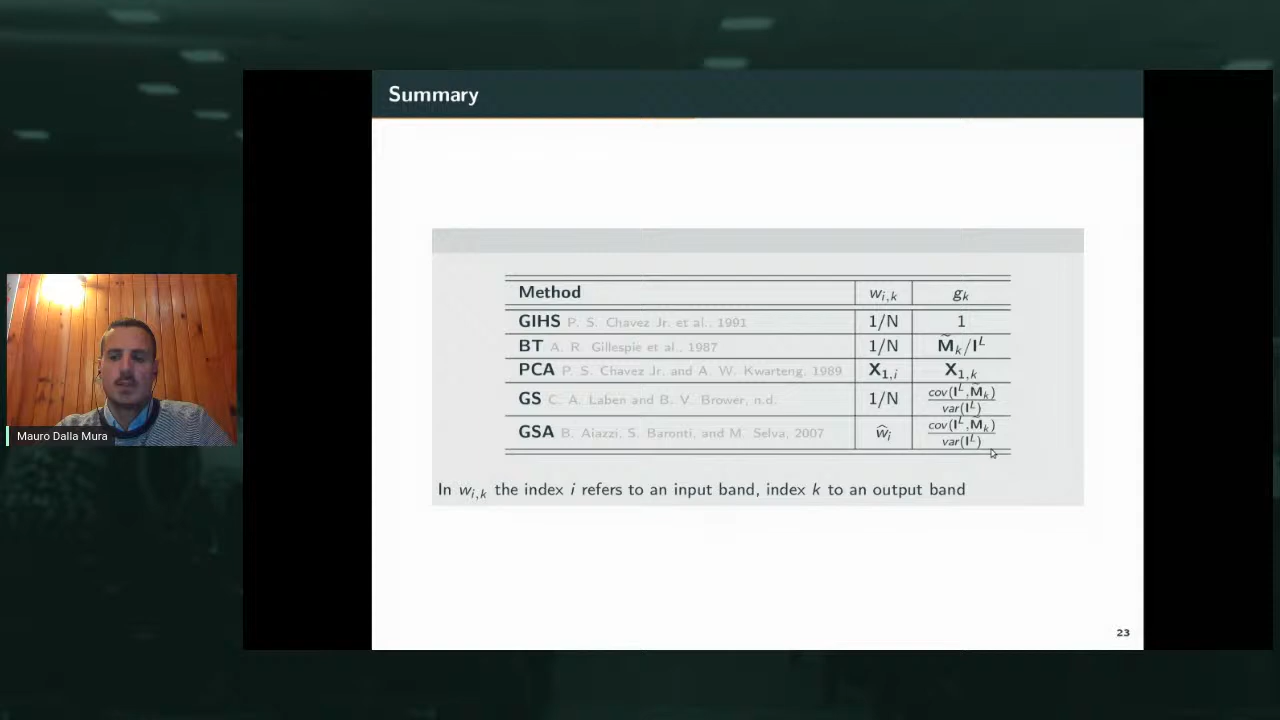 Summary
Method w_{i,k} g_k
GIHS P. S. Chavez Jr. et al., 1991 1/N 1
BT A. R. Gillespie et al., 1987 1/N M̃_k/I^L
PCA P. S. Chavez Jr. and A. W. Kwarteng, 1989 X_{1,i} X_{1,k}
GS C. A. Laben and B. V. Brower, n.d. 1/N cov(I^L,M̃_k)/var(I^L)
GSA B. Aiazzi, S. Baronti, and M. Selva, 2007 ŵ_i cov(I^L,M̃_k)/var(I^L)
In w_{i,k} the index i refers to an input band, index k to an output band
23
Mauro Dalla Mura